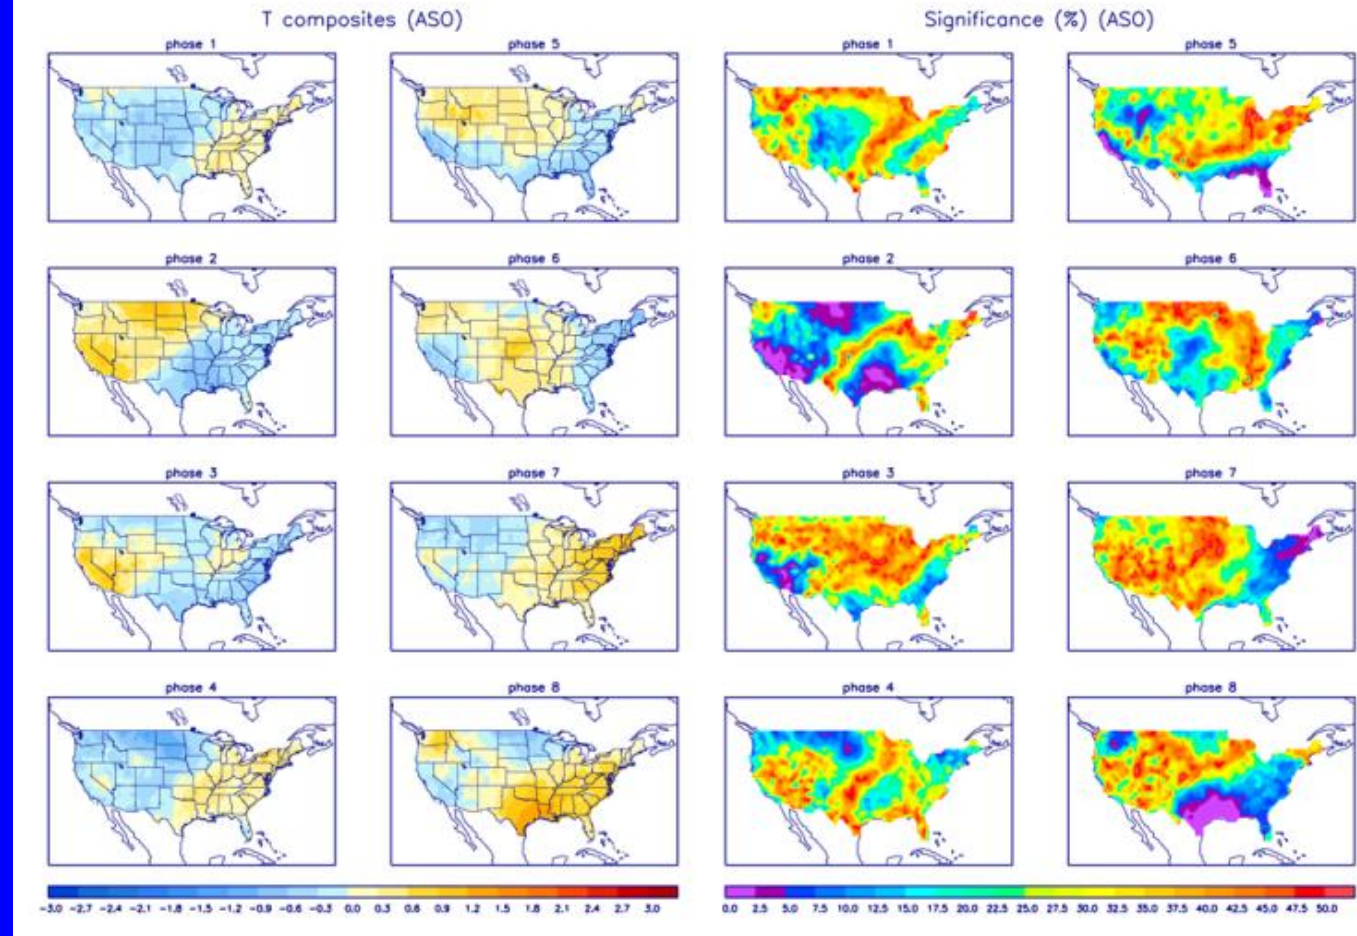 T composites (ASO)
Significance (%) (ASO)
phase 1
phase 5
phase 1
phase 5
phase 2
phase 6
phase 2
phase 6
phase 3
phase 7
phase 3
phase 7
phase 4
phase 8
phase 4
phase 8
-3.0 -2.7 -2.4 -2.1 -1.8 -1.5 -1.2 -0.9 -0.6 -0.3 0.0 0.3 0.6 0.9 1.2 1.5 1.8 2.1 2.4 2.7 3.0
0.0 2.5 5.0 7.5 10.0 12.5 15.0 17.5 20.0 22.5 25.0 27.5 30.0 32.5 35.0 37.5 40.0 42.5 45.0 47.5 50.0